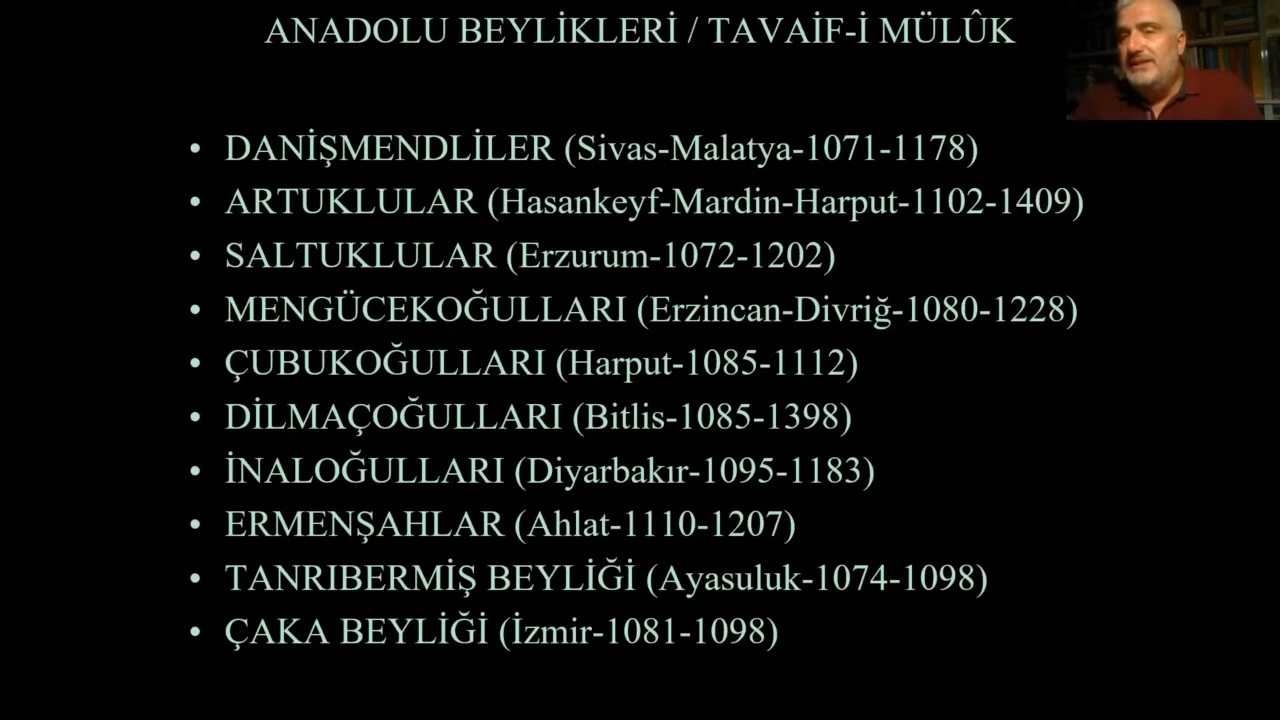 ANADOLU BEYLİKLERİ / TAVAİF-İ MÜLÛK
• DANİŞMENDLİLER (Sivas-Malatya-1071-1178)
• ARTUKLULAR (Hasankeyf-Mardin-Harput-1102-1409)
• SALTUKLULAR (Erzurum-1072-1202)
• MENGÜCEKOĞULLARI (Erzincan-Divriğ-1080-1228)
• ÇUBUKOĞULLARI (Harput-1085-1112)
• DİLMAÇOĞULLARI (Bitlis-1085-1398)
• İNALOĞULLARI (Diyarbakır-1095-1183)
• ERMENŞAHLAR (Ahlat-1110-1207)
• TANRIBERMİŞ BEYLİĞİ (Ayasuluk-1074-1098)
• ÇAKA BEYLİĞİ (İzmir-1081-1098)